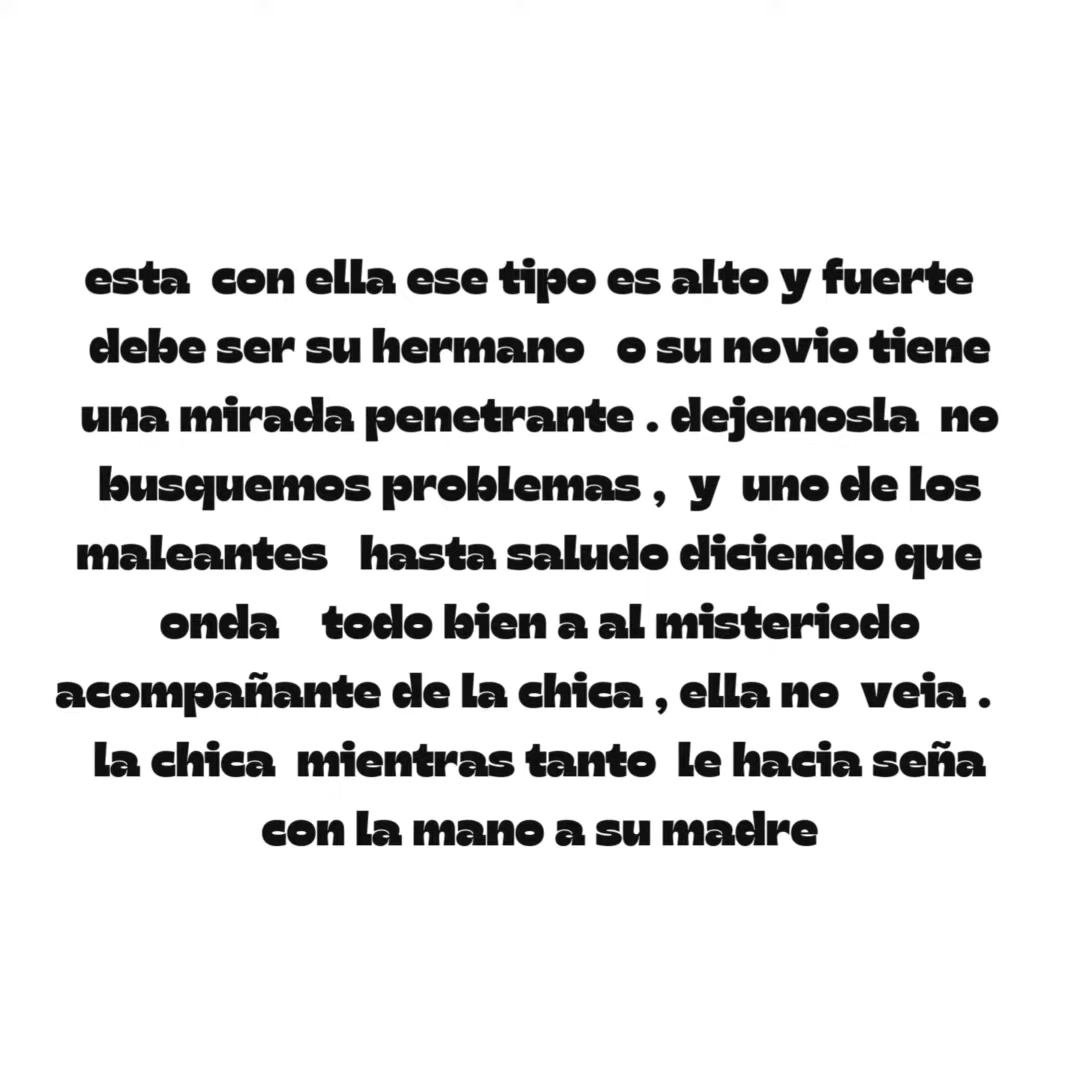 esta con ella ese tipo es alto y fuerte
debe ser su hermano o su novio tiene
una mirada penetrante . dejemosla no
busquemos problemas , y uno de los
maleantes hasta saludo diciendo que
onda todo bien a al misteriodo
acompañante de la chica , ella no veia .
la chica mientras tanto le hacia seña
con la mano a su madre